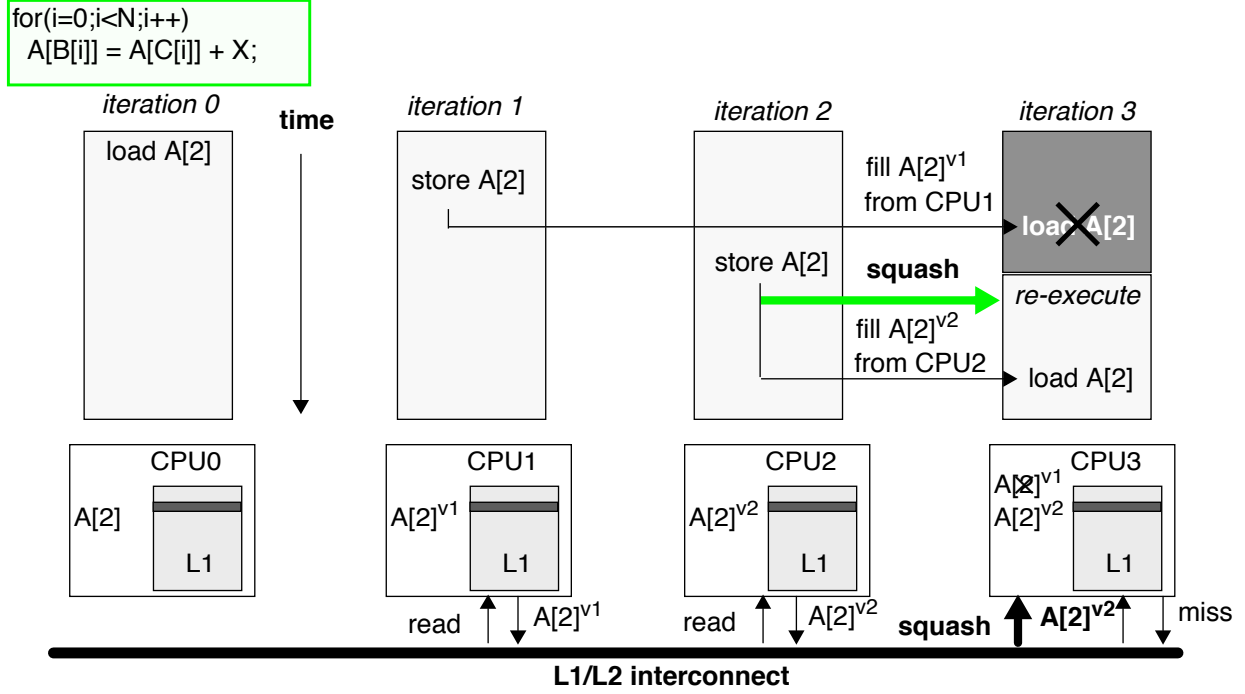 for(i=0;i<N;i++)
A[B[i]] = A[C[i]] + X;
iteration 0
time
iteration 1
iteration 2
iteration 3
load A[2]
store A[2]
fill A[2]v1
from CPU1
load A[2]
store A[2]
squash
re-execute
fill A[2]v2
from CPU2
load A[2]
CPU0
CPU1
CPU2
CPU3
A[2]v1
A[2]
A[2]v1
A[2]v2
A[2]v2
L1
L1
L1
L1
read
A[2]v1
read
A[2]v2
squash
A[2]v2
miss
L1/L2 interconnect